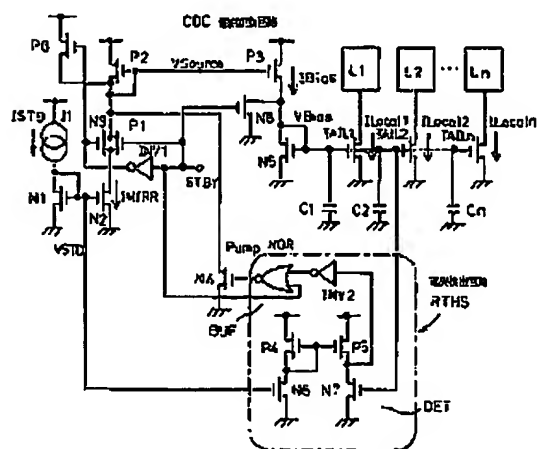 CDC
P0
P2
VSource
P3
IBias
L1
L2
...
Ln
ISTD
I1
N3
P1
N8
VBias
ILocal1
ILocal2
ILocaln
TAIL1
TAIL2
TAILn
INV1
N5
N1
N2
IMIRR
STBY
C1
C2
Cn
VSTD
Pump
NOR
N4
INV2
BUF
RTHS
P4
P5
N6
N7
DET